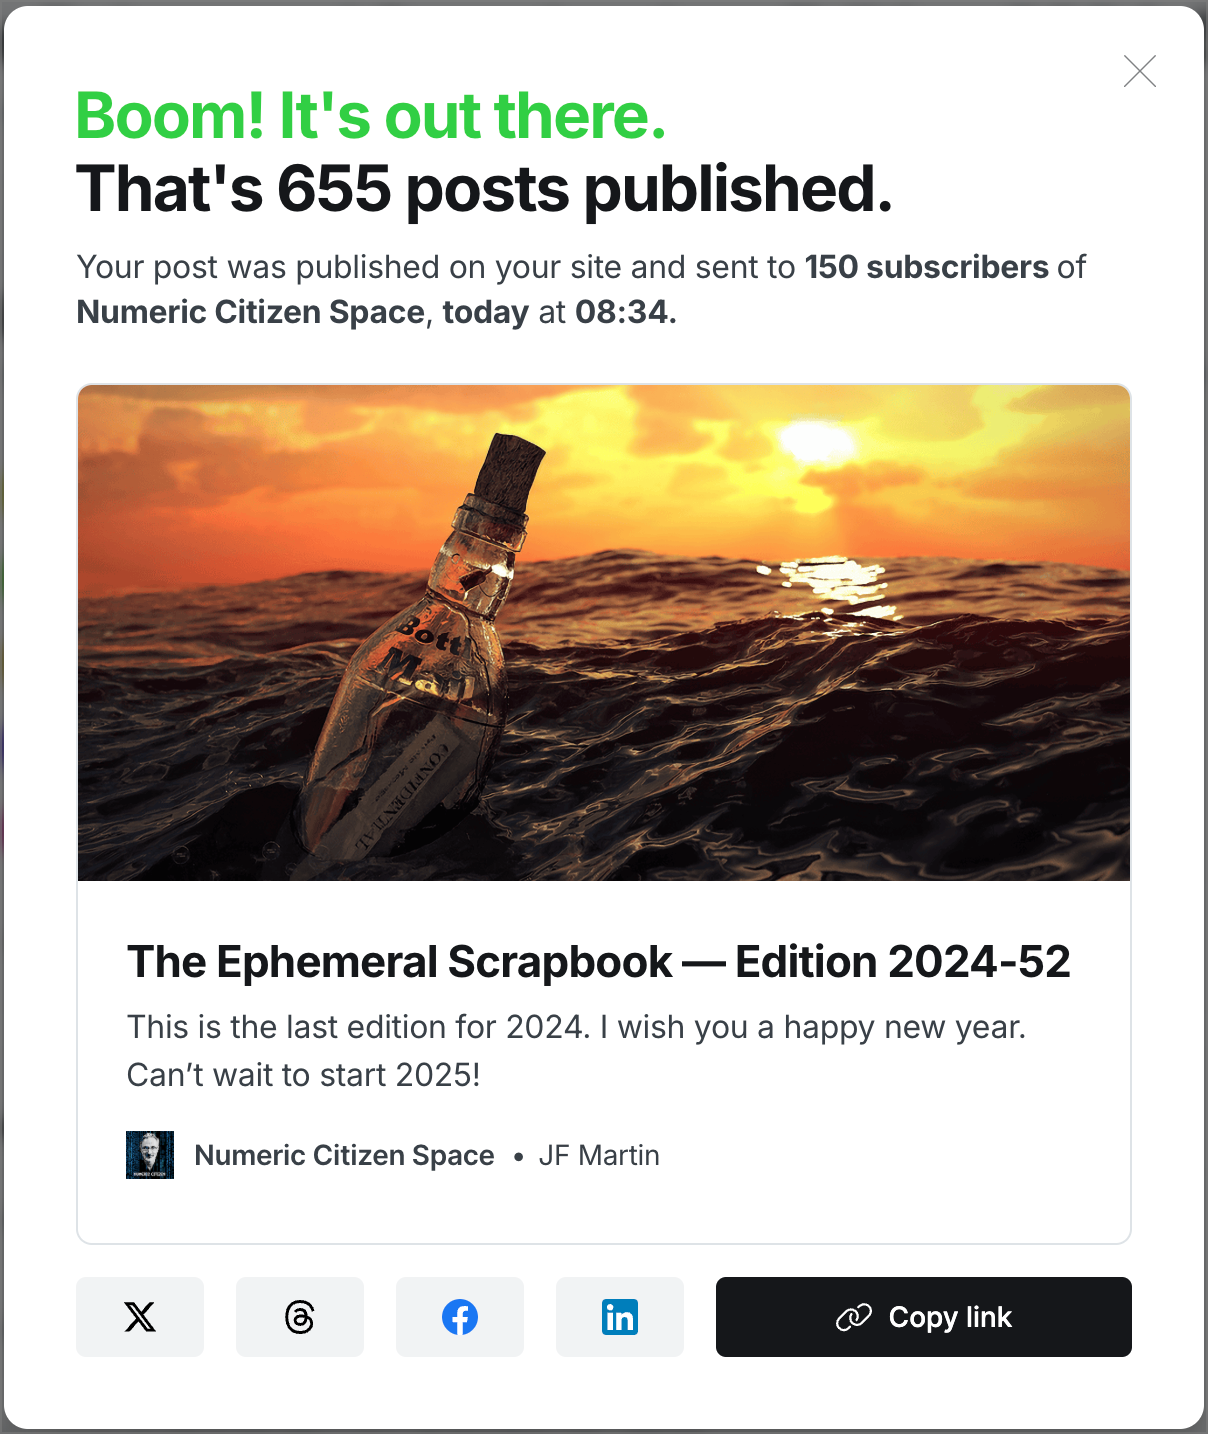 Boom! It's out there.
That's 655 posts published.
Your post was published on your site and sent to 150 subscribers of
Numeric Citizen Space, today at 08:34.
Bott
M
CONFIDENTIAL
The Ephemeral Scrapbook — Edition 2024-52
This is the last edition for 2024. I wish you a happy new year.
Can’t wait to start 2025!
NUMERIC CITIZEN
Numeric Citizen Space • JF Martin
Copy link